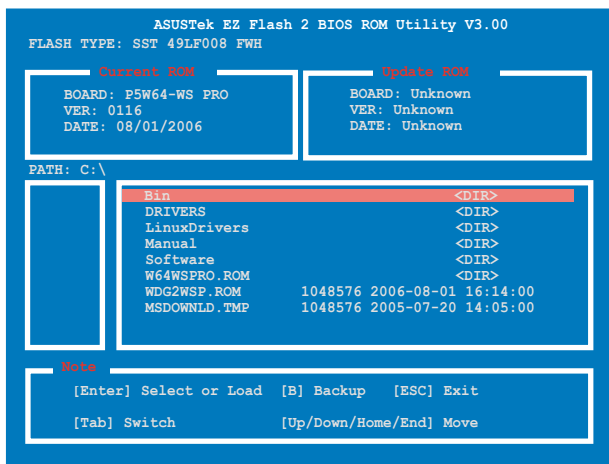 ASUSTek EZ Flash 2 BIOS ROM Utility V3.00
FLASH TYPE: SST 49LF008 FWH
Current ROM
BOARD: P5W64-WS PRO
VER: 0116
DATE: 08/01/2006
Update ROM
BOARD: Unknown
VER: Unknown
DATE: Unknown
PATH: C:\
Bin <DIR>
DRIVERS <DIR>
LinuxDrivers <DIR>
Manual <DIR>
Software <DIR>
W64WSPRO.ROM <DIR>
WDG2WSP.ROM 1048576 2006-08-01 16:14:00
MSDOWNLD.TMP 1048576 2005-07-20 14:05:00
Note
[Enter] Select or Load [B] Backup [ESC] Exit
[Tab] Switch [Up/Down/Home/End] Move